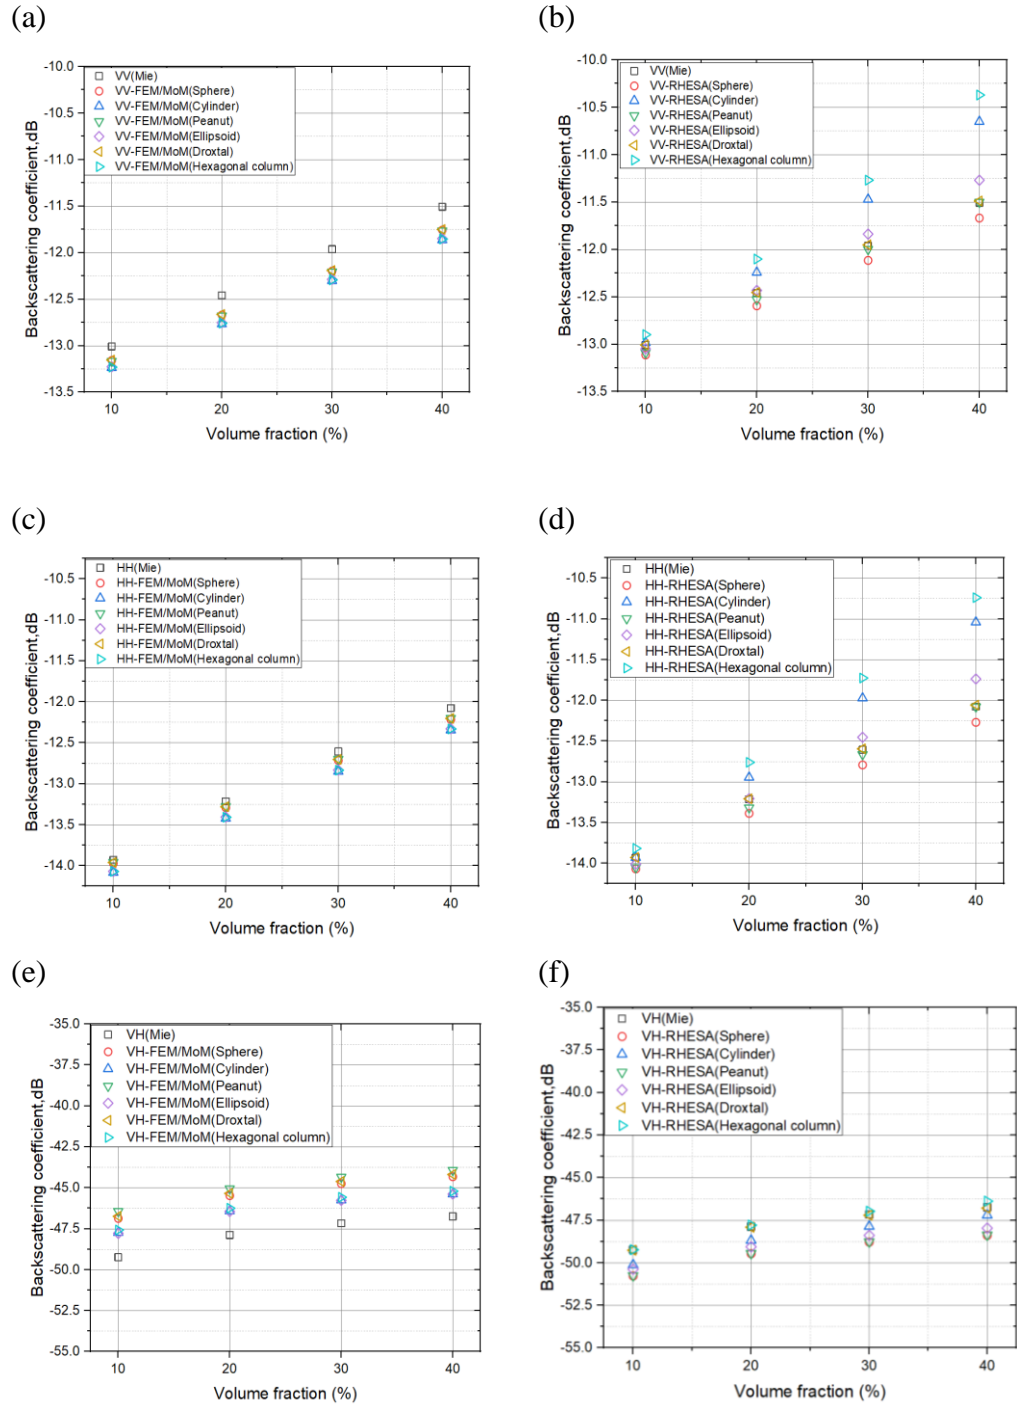 (a)
-10.0
-10.5
-11.0
-11.5
-12.0
-12.5
-13.0
-13.5
10
20
30
40
Backscattering coefficient,dB
Volume fraction (%)
VV(Mie)
VV-FEM/MoM(Sphere)
VV-FEM/MoM(Cylinder)
VV-FEM/MoM(Peanut)
VV-FEM/MoM(Ellipsoid)
VV-FEM/MoM(Droxtal)
VV-FEM/MoM(Hexagonal column)
(b)
-10.0
-10.5
-11.0
-11.5
-12.0
-12.5
-13.0
-13.5
10
20
30
40
Backscattering coefficient,dB
Volume fraction (%)
VV(Mie)
VV-RHESA(Sphere)
VV-RHESA(Cylinder)
VV-RHESA(Peanut)
VV-RHESA(Ellipsoid)
VV-RHESA(Droxtal)
VV-RHESA(Hexagonal column)
(c)
-10.5
-11.0
-11.5
-12.0
-12.5
-13.0
-13.5
-14.0
10
20
30
40
Backscattering coefficient,dB
Volume fraction (%)
HH(Mie)
HH-FEM/MoM(Sphere)
HH-FEM/MoM(Cylinder)
HH-FEM/MoM(Peanut)
HH-FEM/MoM(Ellipsoid)
HH-FEM/MoM(Droxtal)
HH-FEM/MoM(Hexagonal column)
(d)
-10.5
-11.0
-11.5
-12.0
-12.5
-13.0
-13.5
-14.0
10
20
30
40
Backscattering coefficient,dB
Volume fraction (%)
HH(Mie)
HH-RHESA(Sphere)
HH-RHESA(Cylinder)
HH-RHESA(Peanut)
HH-RHESA(Ellipsoid)
HH-RHESA(Droxtal)
HH-RHESA(Hexagonal column)
(e)
-35.0
-37.5
-40.0
-42.5
-45.0
-47.5
-50.0
-52.5
-55.0
10
20
30
40
Backscattering coefficient,dB
Volume fraction (%)
VH(Mie)
VH-FEM/MoM(Sphere)
VH-FEM/MoM(Cylinder)
VH-FEM/MoM(Peanut)
VH-FEM/MoM(Ellipsoid)
VH-FEM/MoM(Droxtal)
VH-FEM/MoM(Hexagonal column)
(f)
-35.0
-37.5
-40.0
-42.5
-45.0
-47.5
-50.0
-52.5
-55.0
10
20
30
40
Backscattering coefficient,dB
Volume fraction (%)
VH(Mie)
VH-RHESA(Sphere)
VH-RHESA(Cylinder)
VH-RHESA(Peanut)
VH-RHESA(Ellipsoid)
VH-RHESA(Droxtal)
VH-RHESA(Hexagonal column)